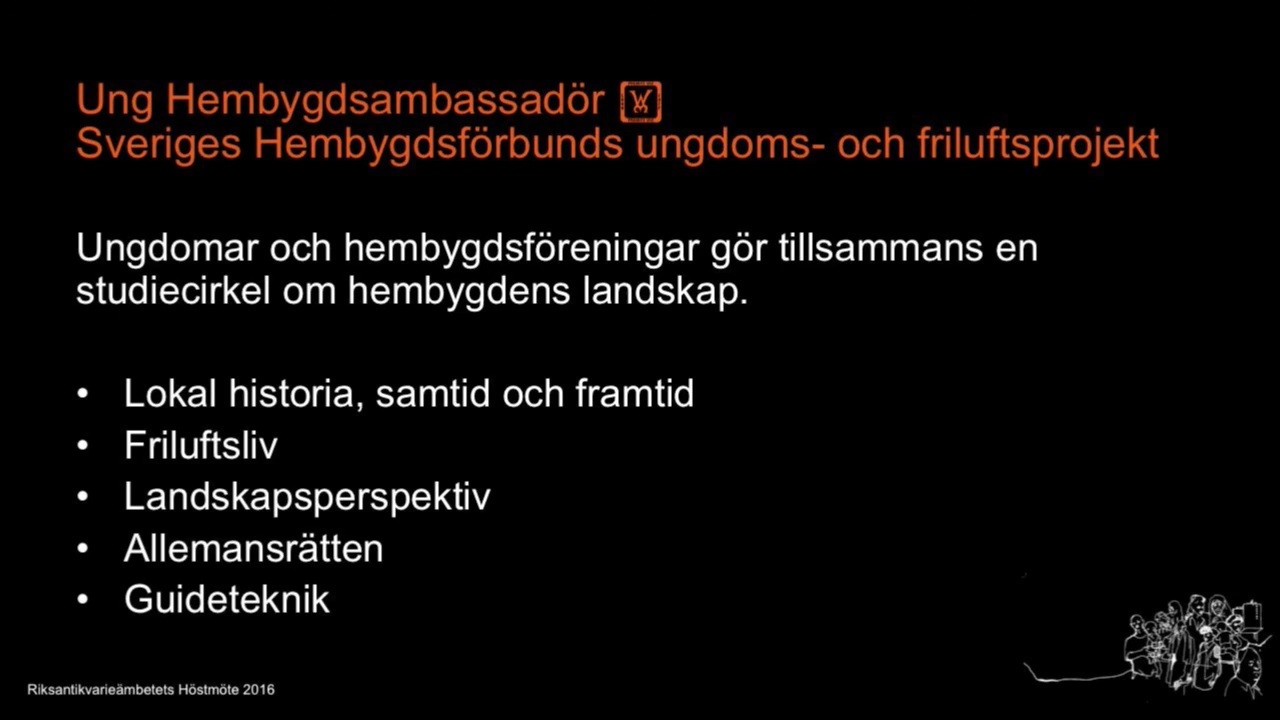 Ung Hembygdsambassadör
Sveriges Hembygdsförbunds ungdoms- och friluftsprojekt
Ungdomar och hembygdsföreningar gör tillsammans en
studiecirkel om hembygdens landskap.
• Lokal historia, samtid och framtid
• Friluftsliv
• Landskapsperspektiv
• Allemansrätten
• Guideteknik
Riksantikvarieämbetets Höstmöte 2016